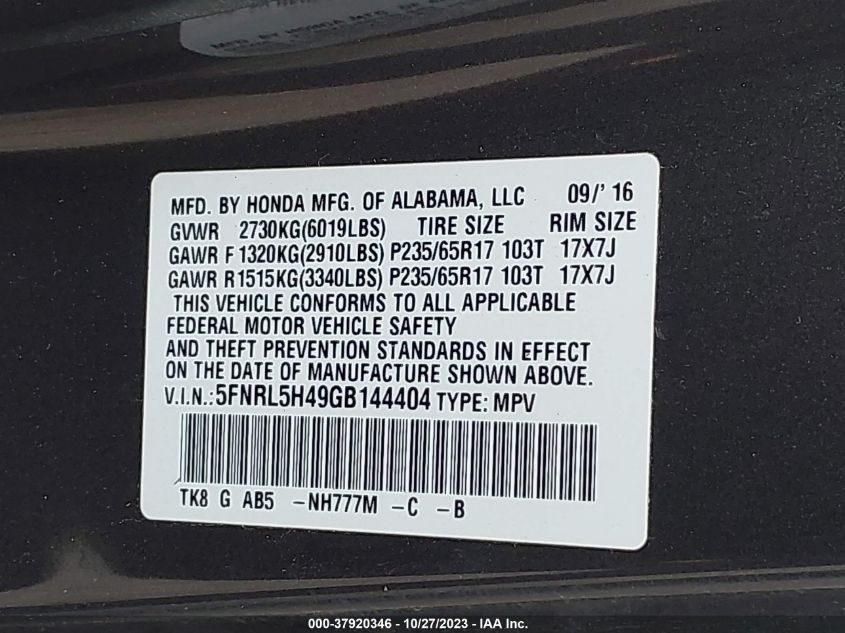 MFD. BY HONDA MFG. OF ALABAMA, LLC 09/' 16
GVWR 2730KG(6019LBS) TIRE SIZE RIM SIZE
GAWR F 1320KG(2910LBS) P235/65R17 103T 17X7J
GAWR R1515KG(3340LBS) P235/65R17 103T 17X7J
THIS VEHICLE CONFORMS TO ALL APPLICABLE
FEDERAL MOTOR VEHICLE SAFETY
AND THEFT PREVENTION STANDARDS IN EFFECT
ON THE DATE OF MANUFACTURE SHOWN ABOVE.
V.I.N.:5FNRL5H49GB144404 TYPE: MPV
TK8 G AB5 -NH777M -C -B
000-37920346 - 10/27/2023 - IAA Inc.